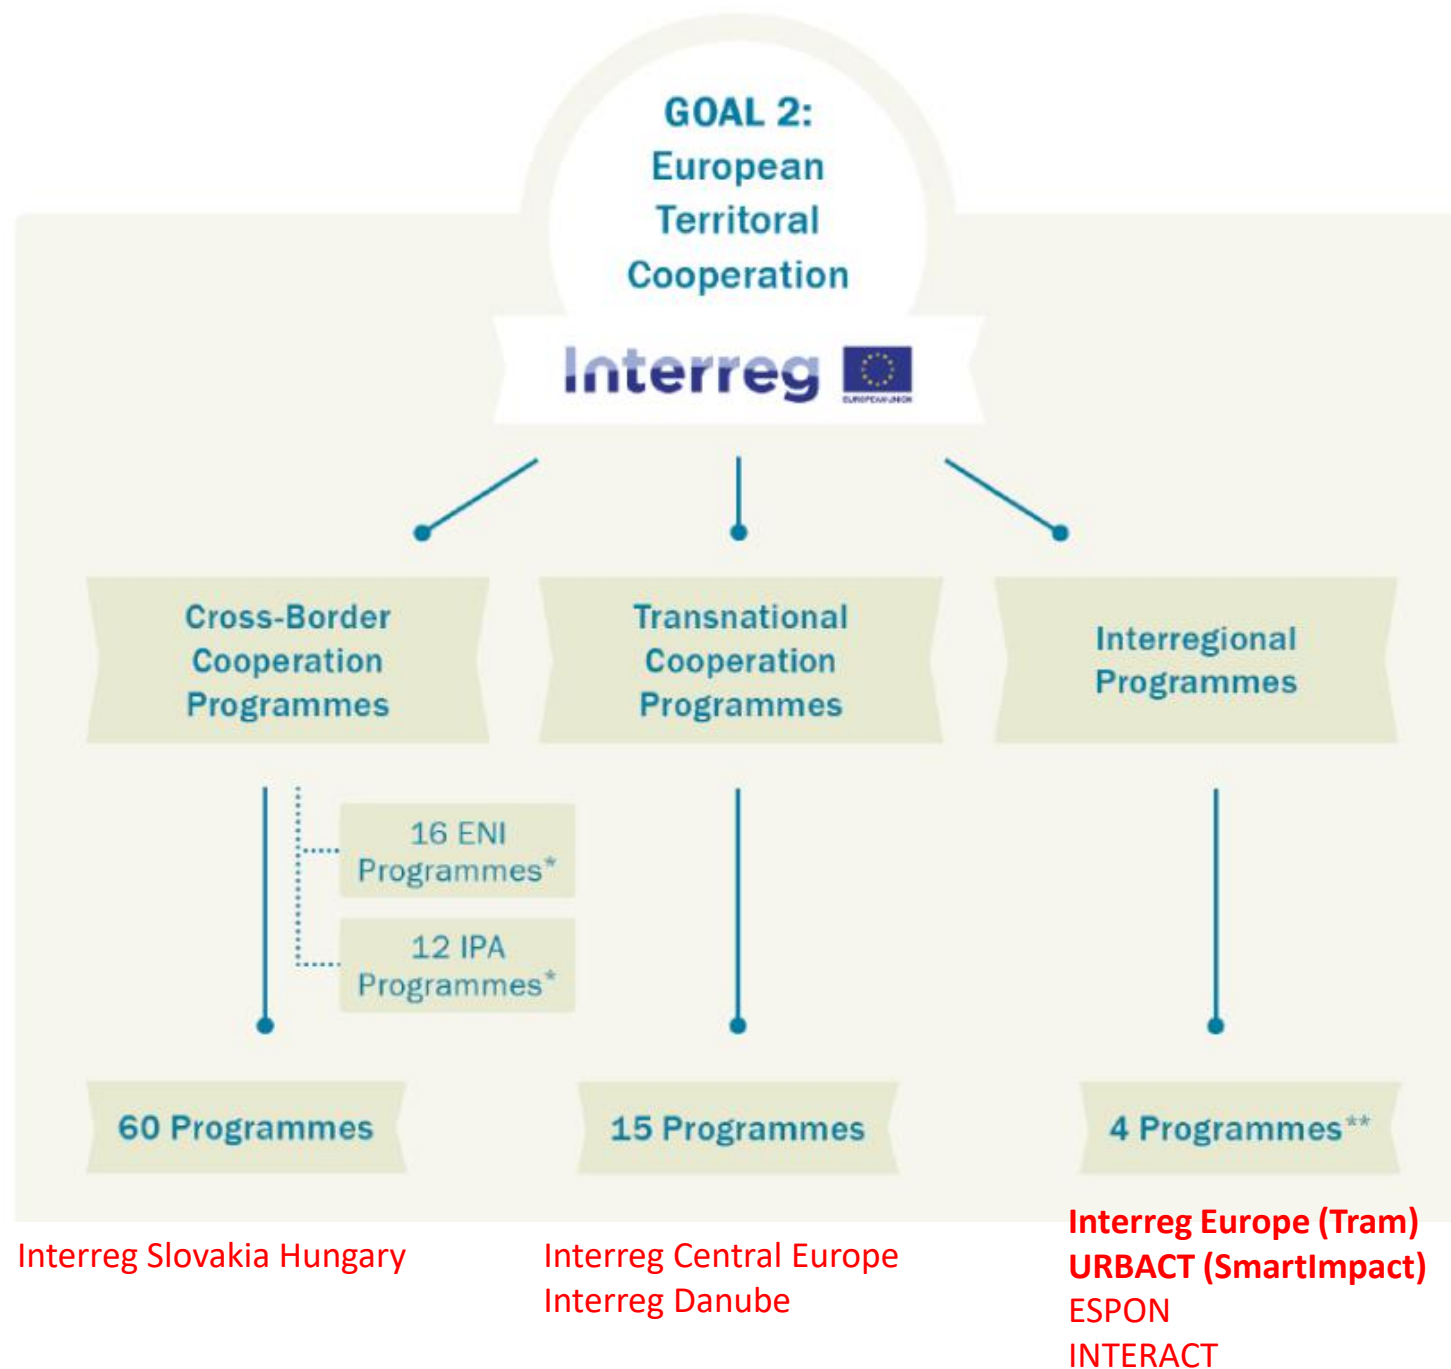 GOAL 2:
European
Territoral
Cooperation
Interreg
EUROPEAN UNION
Cross-Border
Cooperation
Programmes
Transnational
Cooperation
Programmes
Interregional
Programmes
16 ENI
Programmes*
12 IPA
Programmes*
60 Programmes
15 Programmes
4 Programmes**
Interreg Slovakia Hungary
Interreg Central Europe
Interreg Danube
Interreg Europe (Tram)
URBACT (SmartImpact)
ESPON
INTERACT